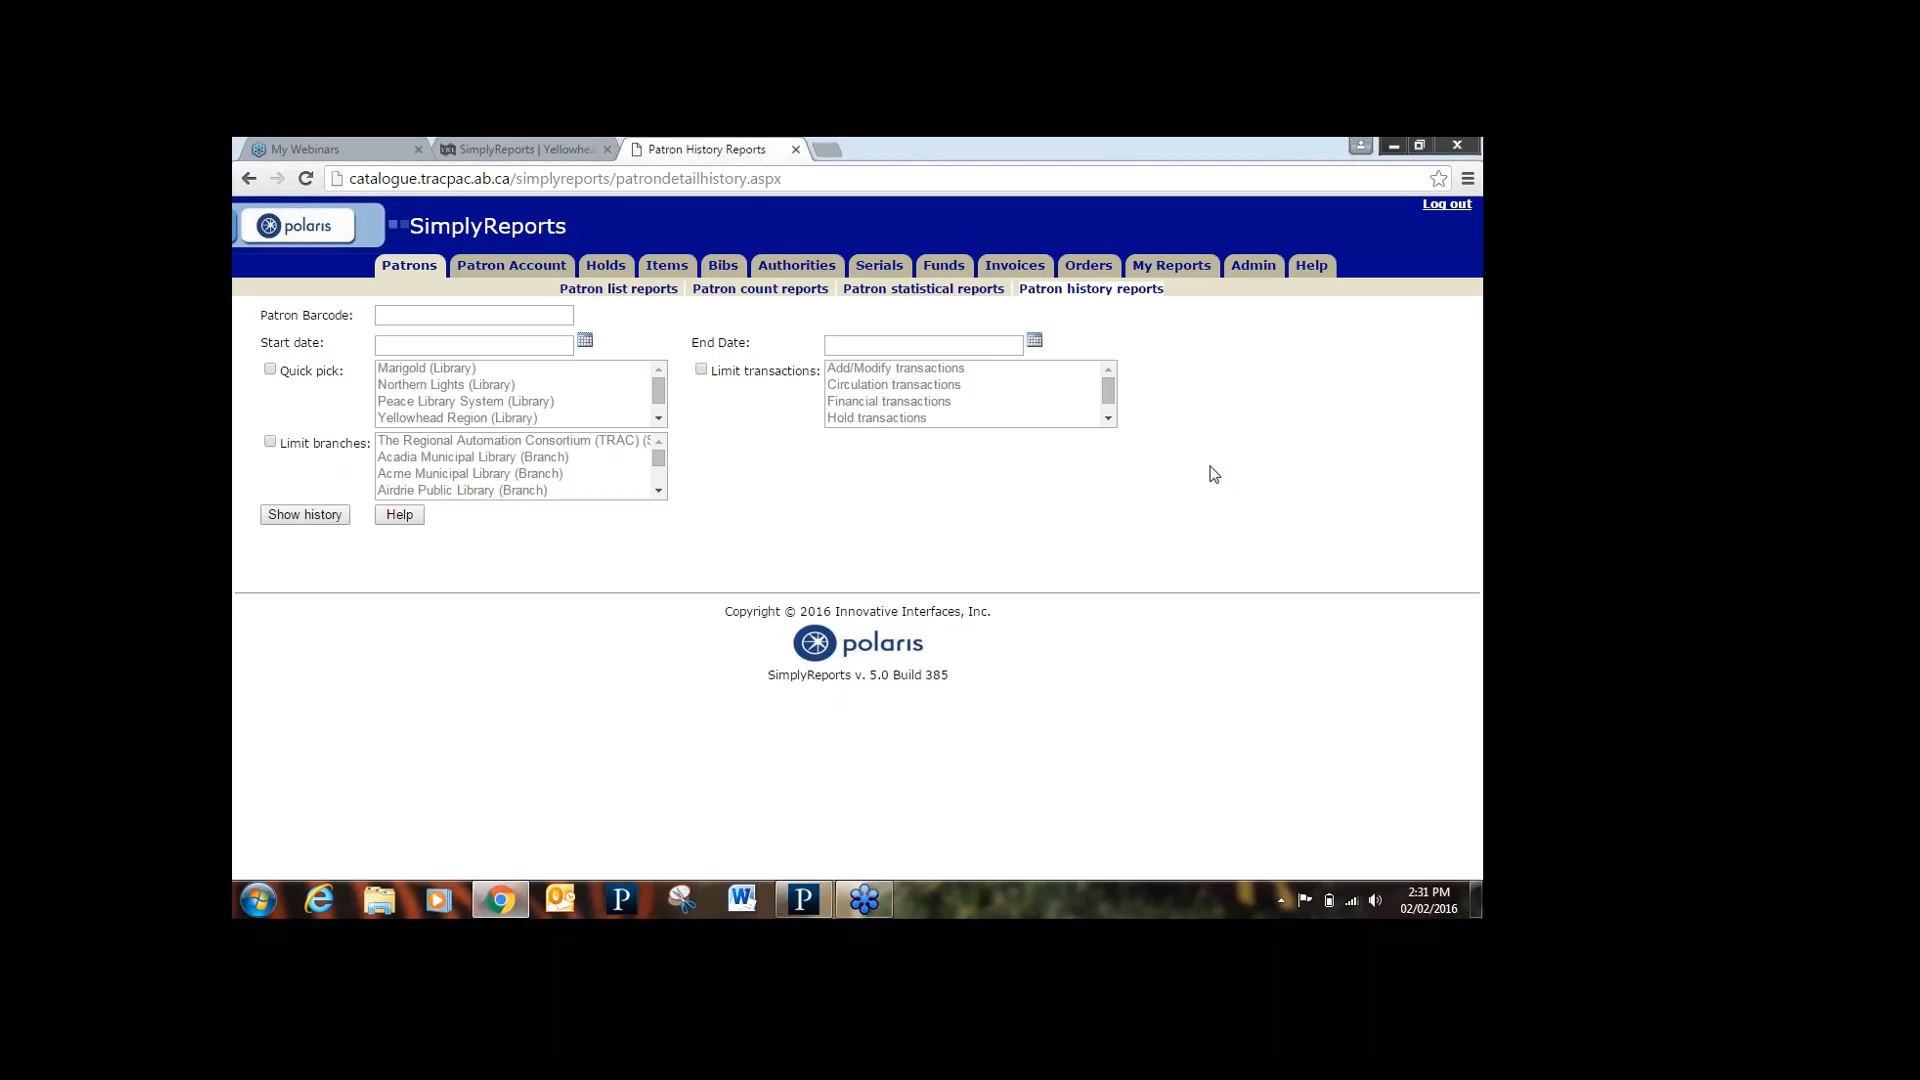 My Webinars
SimplyReports | Yellowhea
Patron History Reports
catalogue.tracpac.ab.ca/simplyreports/patrondetailhistory.aspx
Log out
polaris
SimplyReports
Patrons Patron Account Holds Items Bibs Authorities Serials Funds Invoices Orders My Reports Admin Help
Patron list reports Patron count reports Patron statistical reports Patron history reports
Patron Barcode:
Start date: End Date:
Quick pick:
Marigold (Library)
Northern Lights (Library)
Peace Library System (Library)
Yellowhead Region (Library)
Limit transactions:
Add/Modify transactions
Circulation transactions
Financial transactions
Hold transactions
Limit branches:
The Regional Automation Consortium (TRAC) (S
Acadia Municipal Library (Branch)
Acme Municipal Library (Branch)
Airdrie Public Library (Branch)
Show history Help
Copyright © 2016 Innovative Interfaces, Inc.
polaris
SimplyReports v. 5.0 Build 385
2:31 PM
02/02/2016